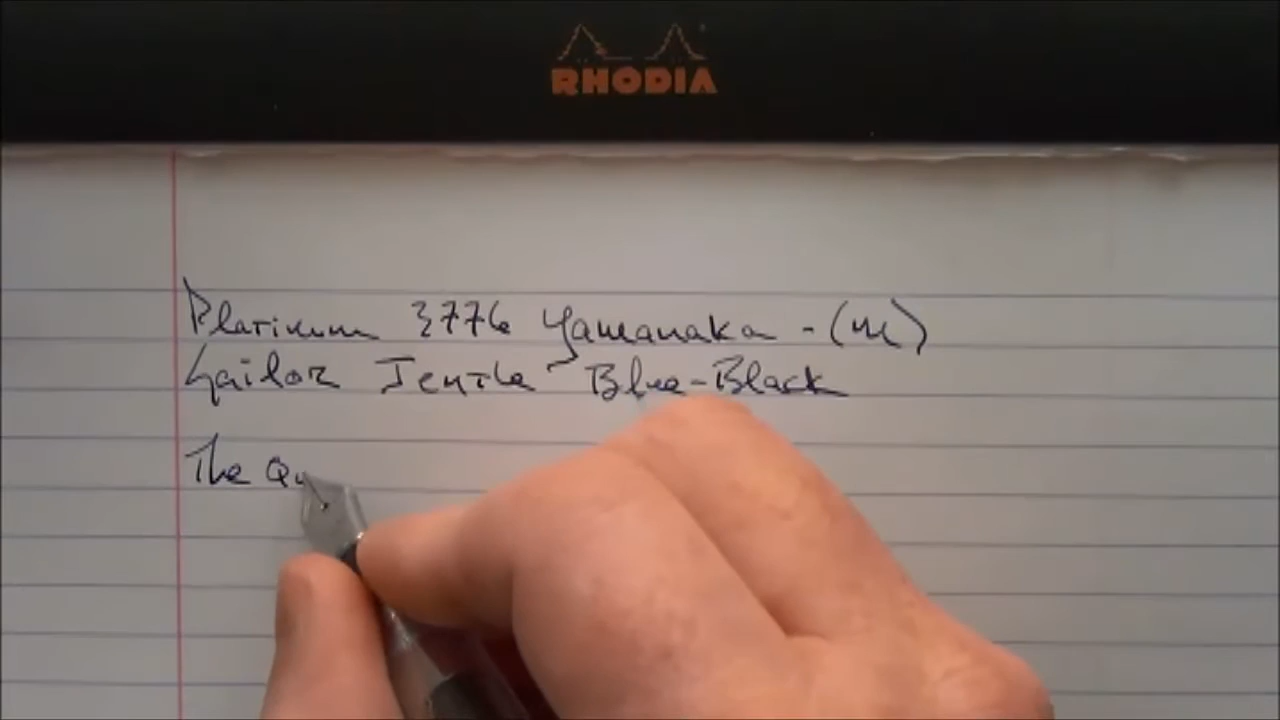 RHODIA
Platinum 3776 Yamanaka - (M)
Sailor Jentle Blue-Black
The Qu